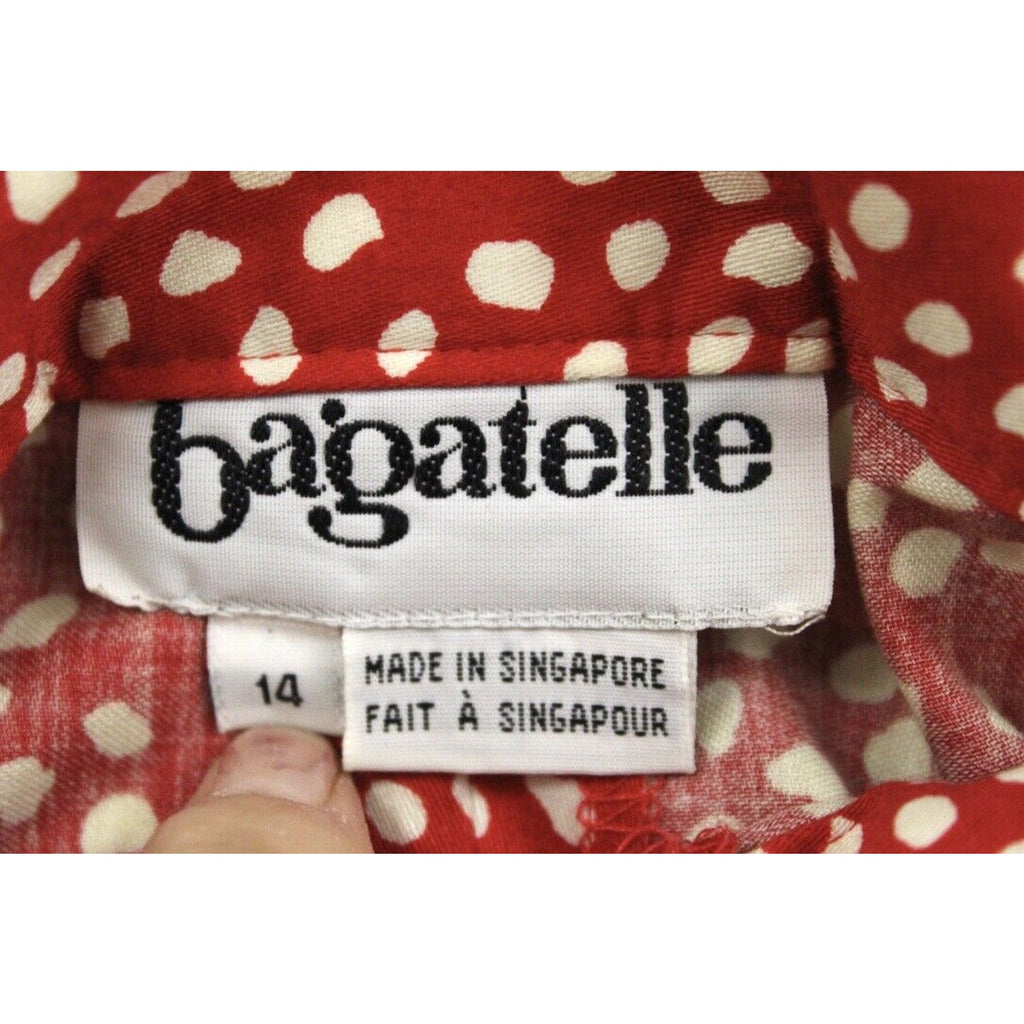 bagatelle
14
MADE IN SINGAPORE
FAIT À SINGAPOUR